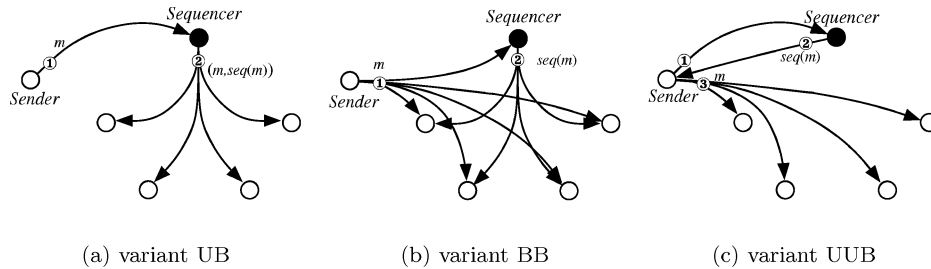 Sequencer
m
1
2
(m,seq(m))
Sender
(a) variant UB
Sequencer
m
1
2
seq(m)
Sender
(b) variant BB
Sequencer
1
2
seq(m)
Sender
3
m
(c) variant UUB